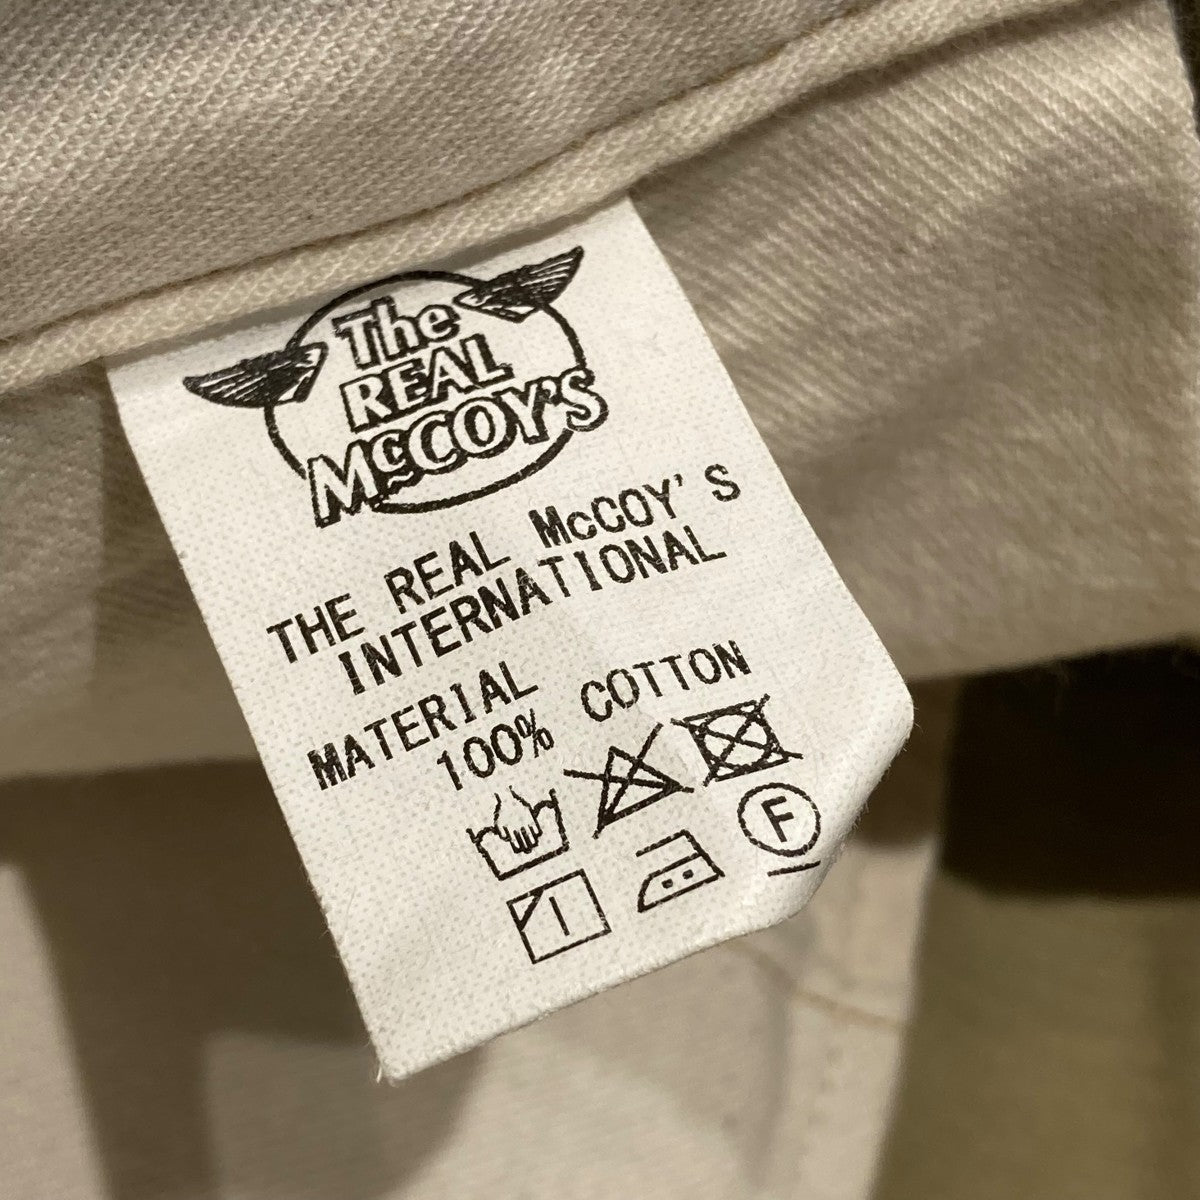 The
REAL
McCOY'S
THE REAL McCOY'S
INTERNATIONAL
MATERIAL
100% COTTON
F